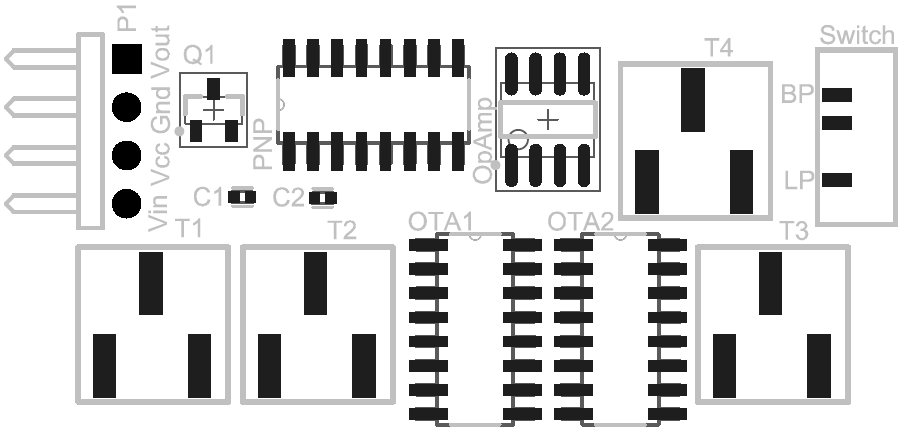 P1
Vin Vcc Gnd Vout
Q1
PNP
OpAmp
T4
Switch
BP
LP
C1
C2
T1
T2
OTA1
OTA2
T3